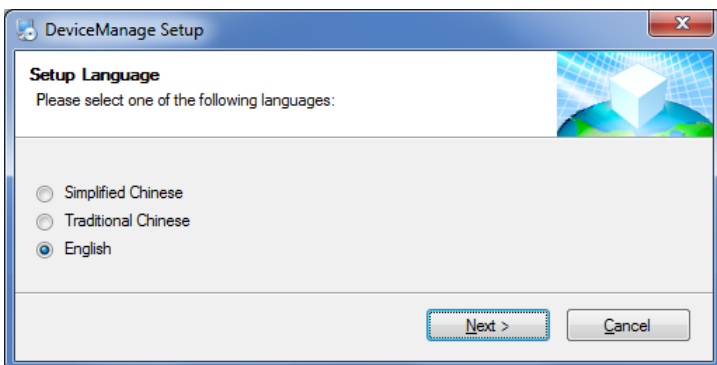 DeviceManage Setup
Setup Language
Please select one of the following languages:
Simplified Chinese
Traditional Chinese
English
Next >
Cancel